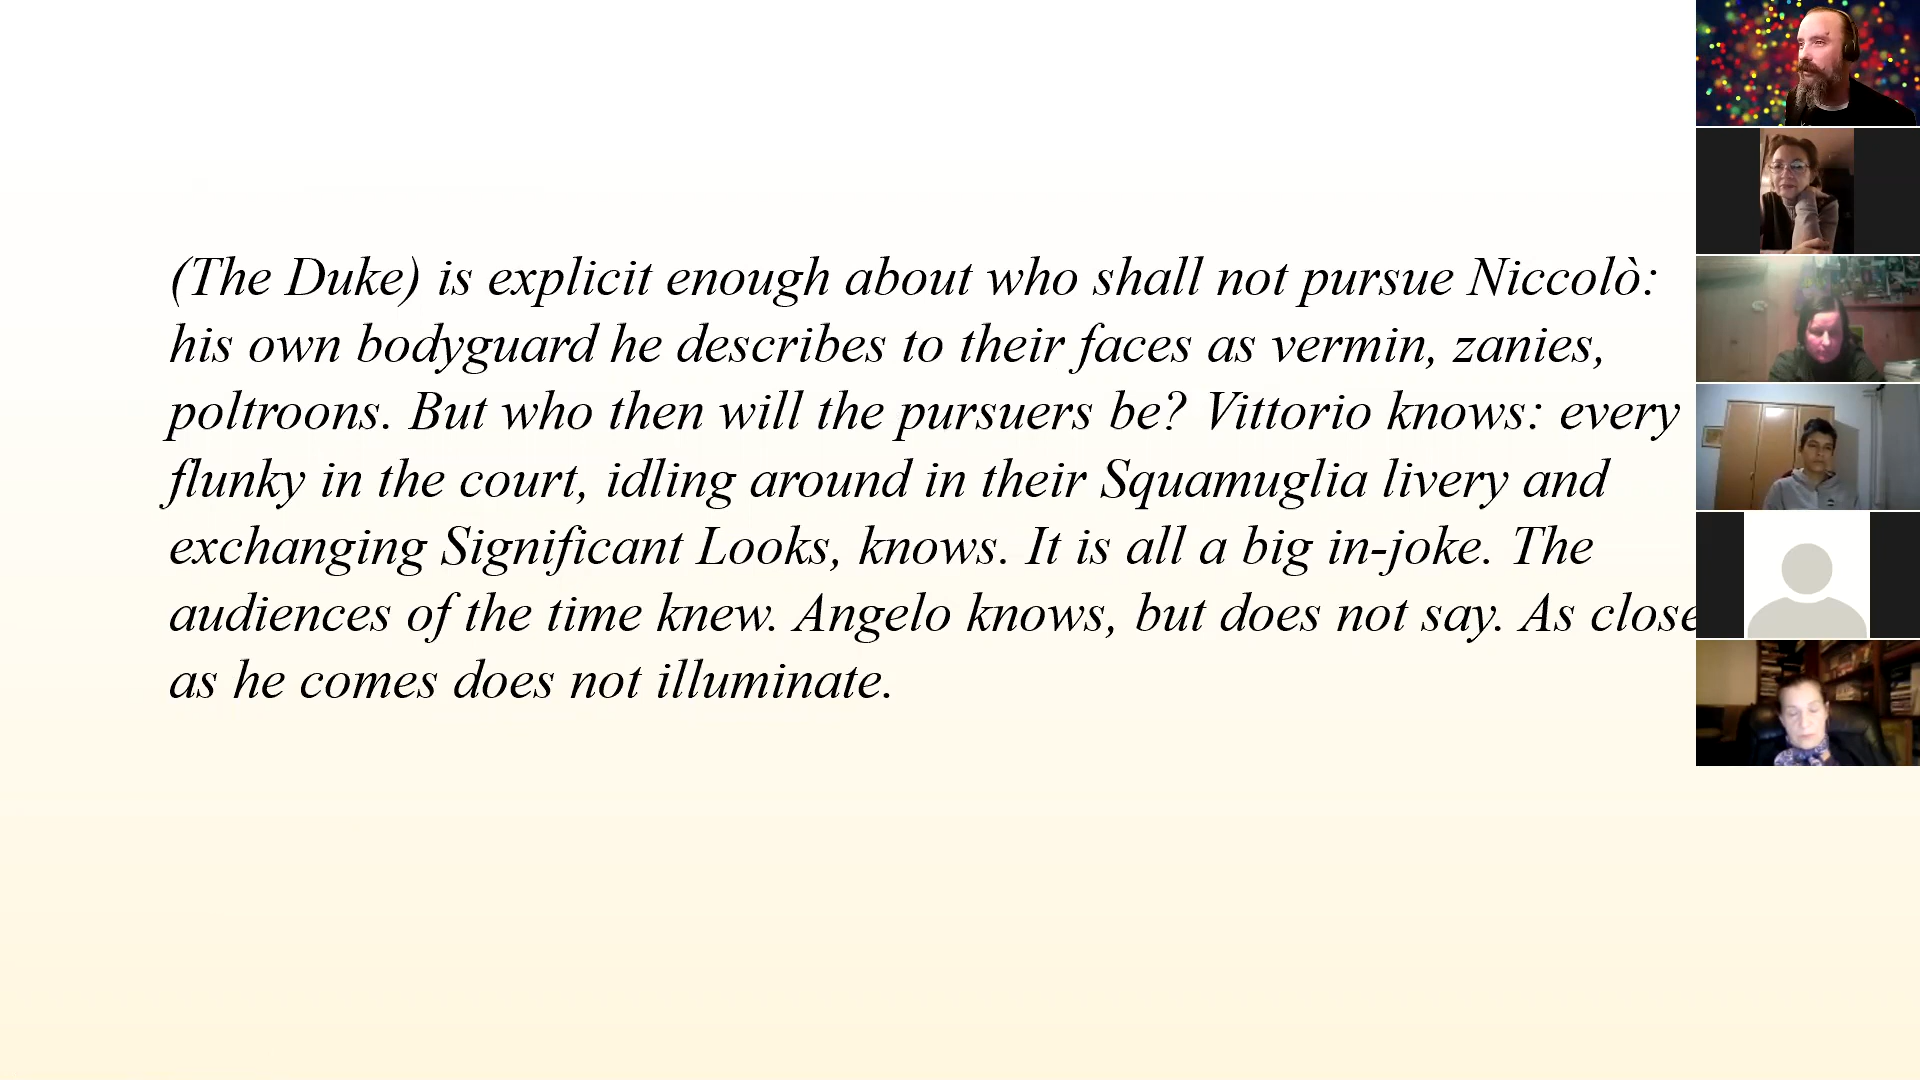 (The Duke) is explicit enough about who shall not pursue Niccolò:
his own bodyguard he describes to their faces as vermin, zanies,
poltroons. But who then will the pursuers be? Vittorio knows: every
flunky in the court, idling around in their Squamuglia livery and
exchanging Significant Looks, knows. It is all a big in-joke. The
audiences of the time knew. Angelo knows, but does not say. As close
as he comes does not illuminate.